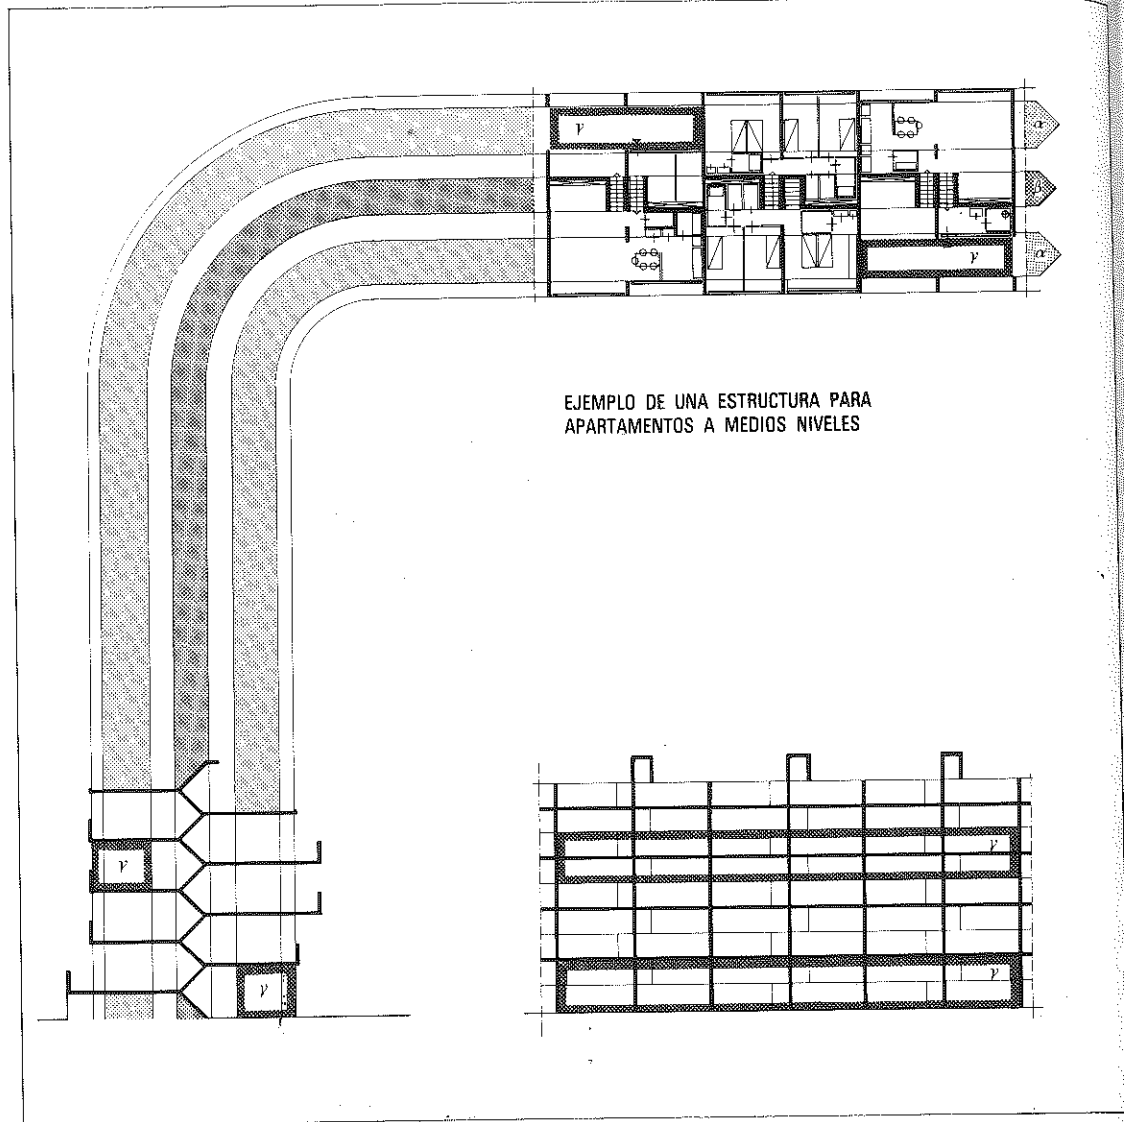 γ
α
β
γ
α
EJEMPLO DE UNA ESTRUCTURA PARA
APARTAMENTOS A MEDIOS NIVELES
γ
γ
γ
γ